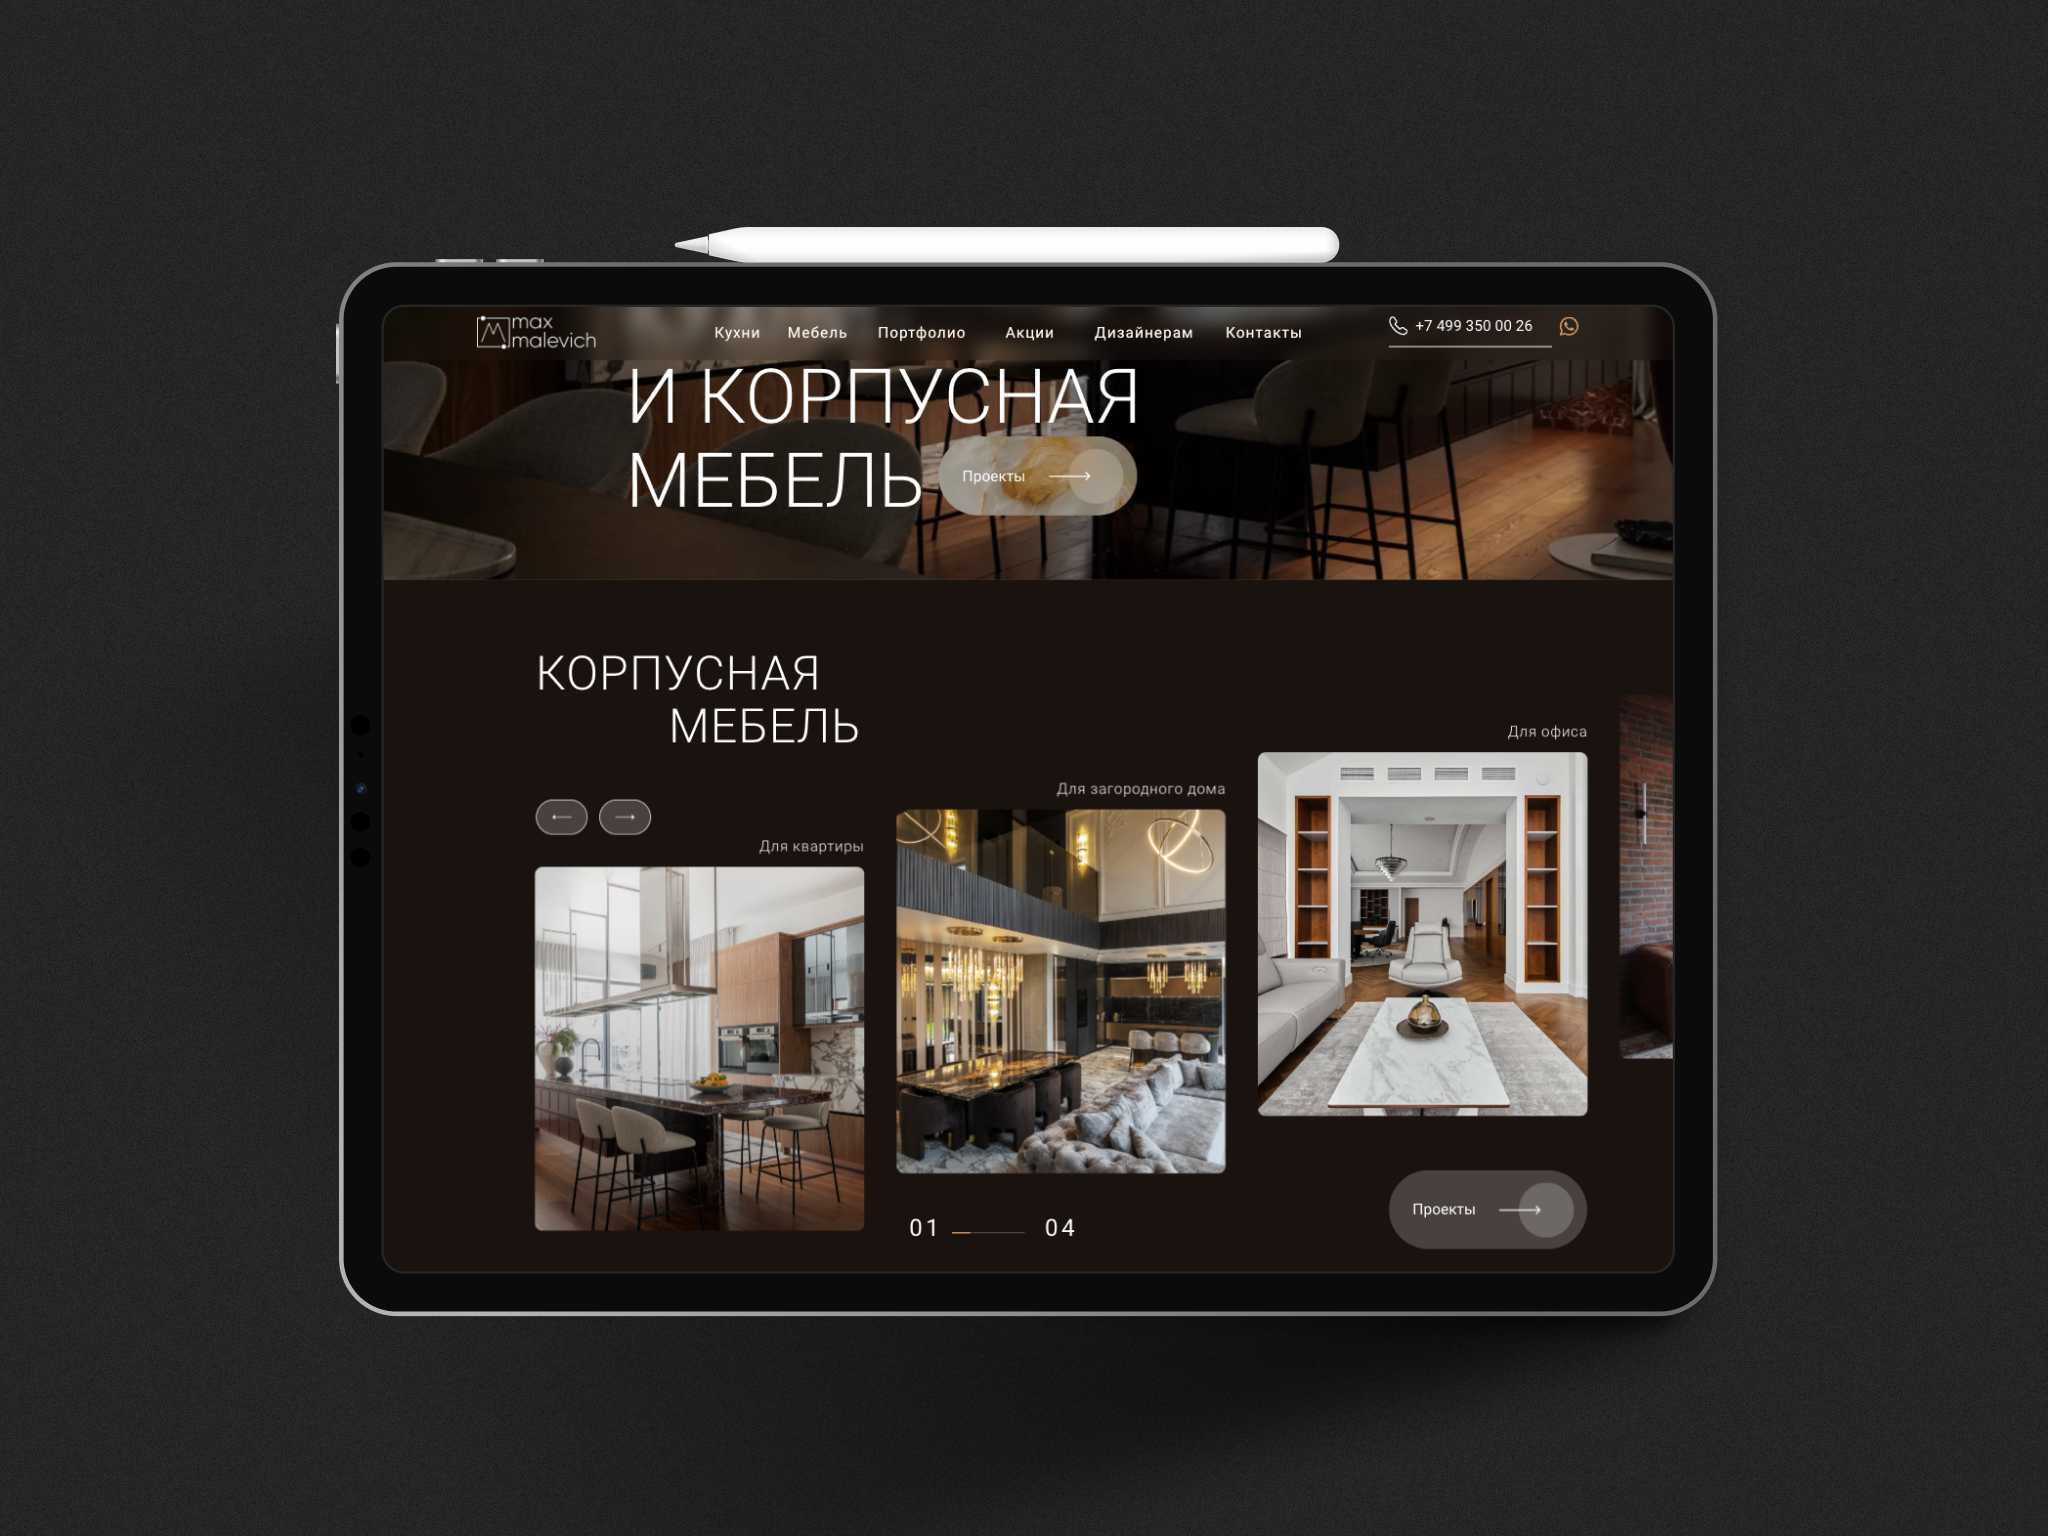 max
malevich
Кухни Мебель Портфолио Акции Дизайнерам Контакты
+7 499 350 00 26
И КОРПУСНАЯ
МЕБЕЛЬ
Проекты
КОРПУСНАЯ
МЕБЕЛЬ
Для квартиры
Для загородного дома
Для офиса
01
04
Проекты